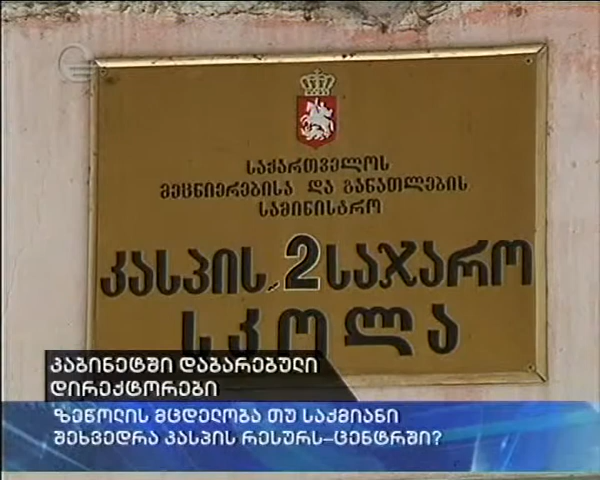 საქართველოს
მეცნიერებისა და განათლების
სამინისტრო
კასპის 2 საჯარო
სკოლა
კაბინეტში დაბარებული
დირექტორები
ზეწოლის მცდელობა თუ საქმიანი
შეხვედრა კასპის რესურს-ცენტრში?